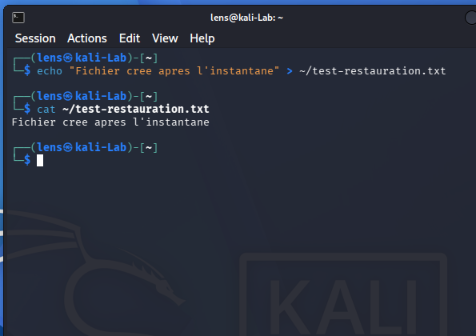 lens@kali-Lab: ~
Session Actions Edit View Help
┌──(lens㉿kali-Lab)-[~]
└─$ echo "Fichier cree apres l'instantane" > ~/test-restauration.txt
┌──(lens㉿kali-Lab)-[~]
└─$ cat ~/test-restauration.txt
Fichier cree apres l'instantane
┌──(lens㉿kali-Lab)-[~]
└─$
KALI